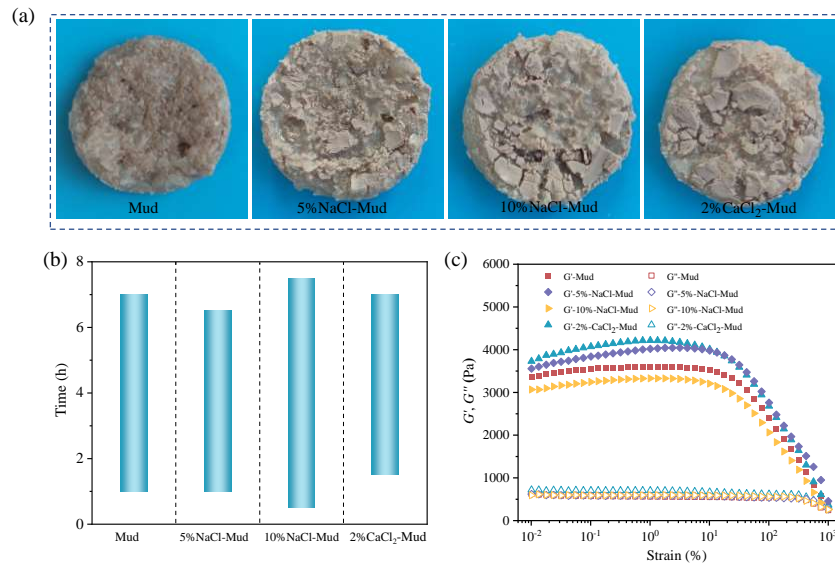 (a)
Mud
5%NaCl-Mud
10%NaCl-Mud
2%CaCl₂-Mud
(b)
Time (h)
8
6
4
2
0
Mud
5%NaCl-Mud
10%NaCl-Mud
2%CaCl₂-Mud
(c)
G', G'' (Pa)
6000
5000
4000
3000
2000
1000
0
G'-Mud
G''-Mud
G'-5%-NaCl-Mud
G''-5%-NaCl-Mud
G'-10%-NaCl-Mud
G''-10%-NaCl-Mud
G'-2%-CaCl₂-Mud
G''-2%-CaCl₂-Mud
10⁻²
10⁻¹
10⁰
10¹
10²
10³
Strain (%)